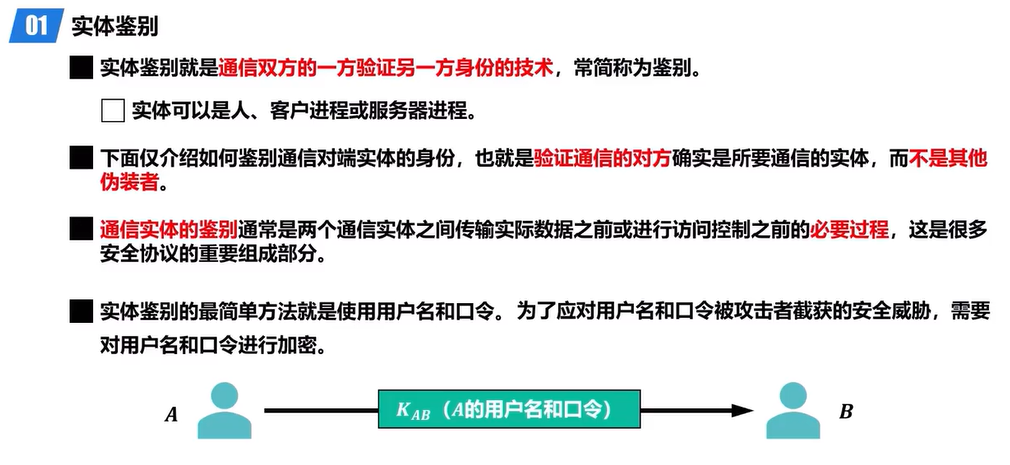 01 实体鉴别
实体鉴别就是通信双方的一方验证另一方身份的技术，常简称为鉴别。
实体可以是人、客户进程或服务器进程。
下面仅介绍如何鉴别通信对端实体的身份，也就是验证通信的对方确实是所要通信的实体，而不是其他
伪装者。
通信实体的鉴别通常是两个通信实体之间传输实际数据之前或进行访问控制之前的必要过程，这是很多
安全协议的重要组成部分。
实体鉴别的最简单方法就是使用用户名和口令。为了应对用户名和口令被攻击者截获的安全威胁，需要
对用户名和口令进行加密。
A
K_AB（A的用户名和口令）
B